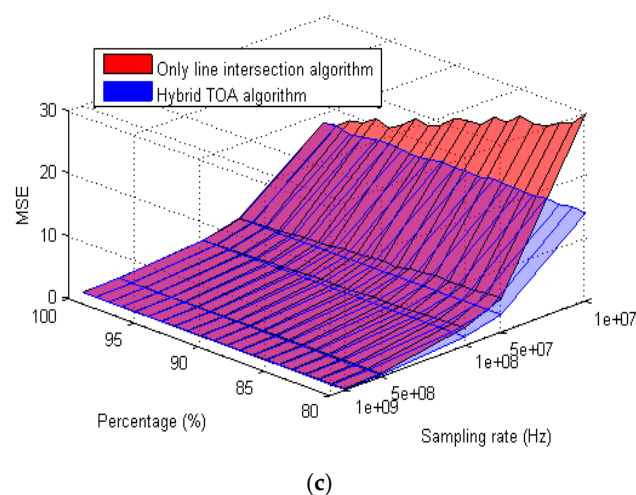 Only line intersection algorithm
Hybrid TOA algorithm
MSE
30
20
10
0
100
95
90
85
80
1e+09
5e+08
1e+08
5e+07
1e+07
Percentage (%)
Sampling rate (Hz)
(c)